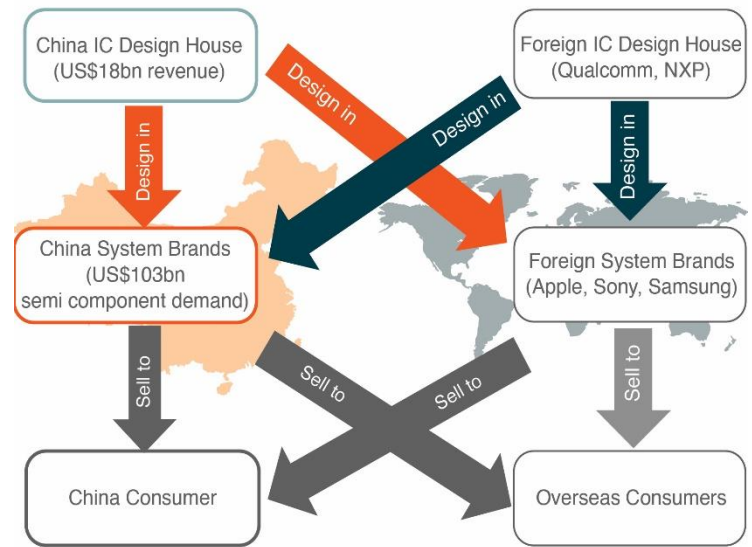 China IC Design House
(US$18bn revenue)
Foreign IC Design House
(Qualcomm, NXP)
Design in
Design in
Design in
Design in
China System Brands
(US$103bn
semi component demand)
Foreign System Brands
(Apple, Sony, Samsung)
Sell to
Sell to
Sell to
Sell to
China Consumer
Overseas Consumers